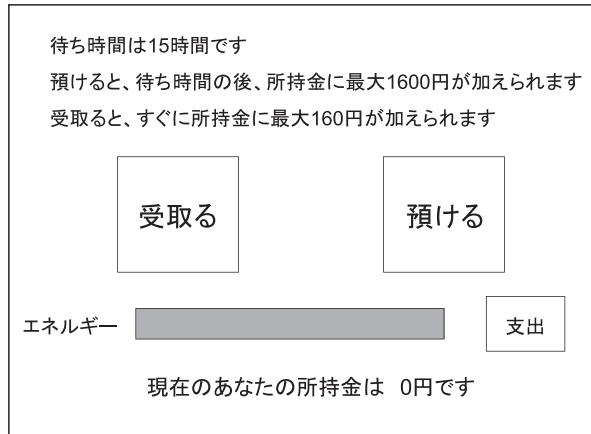 待ち時間は15時間です
預けると、待ち時間の後、所持金に最大1600円が加えられます
受取ると、すぐに所持金に最大160円が加えられます
受取る
預ける
エネルギー
支出
現在のあなたの所持金は 0円です